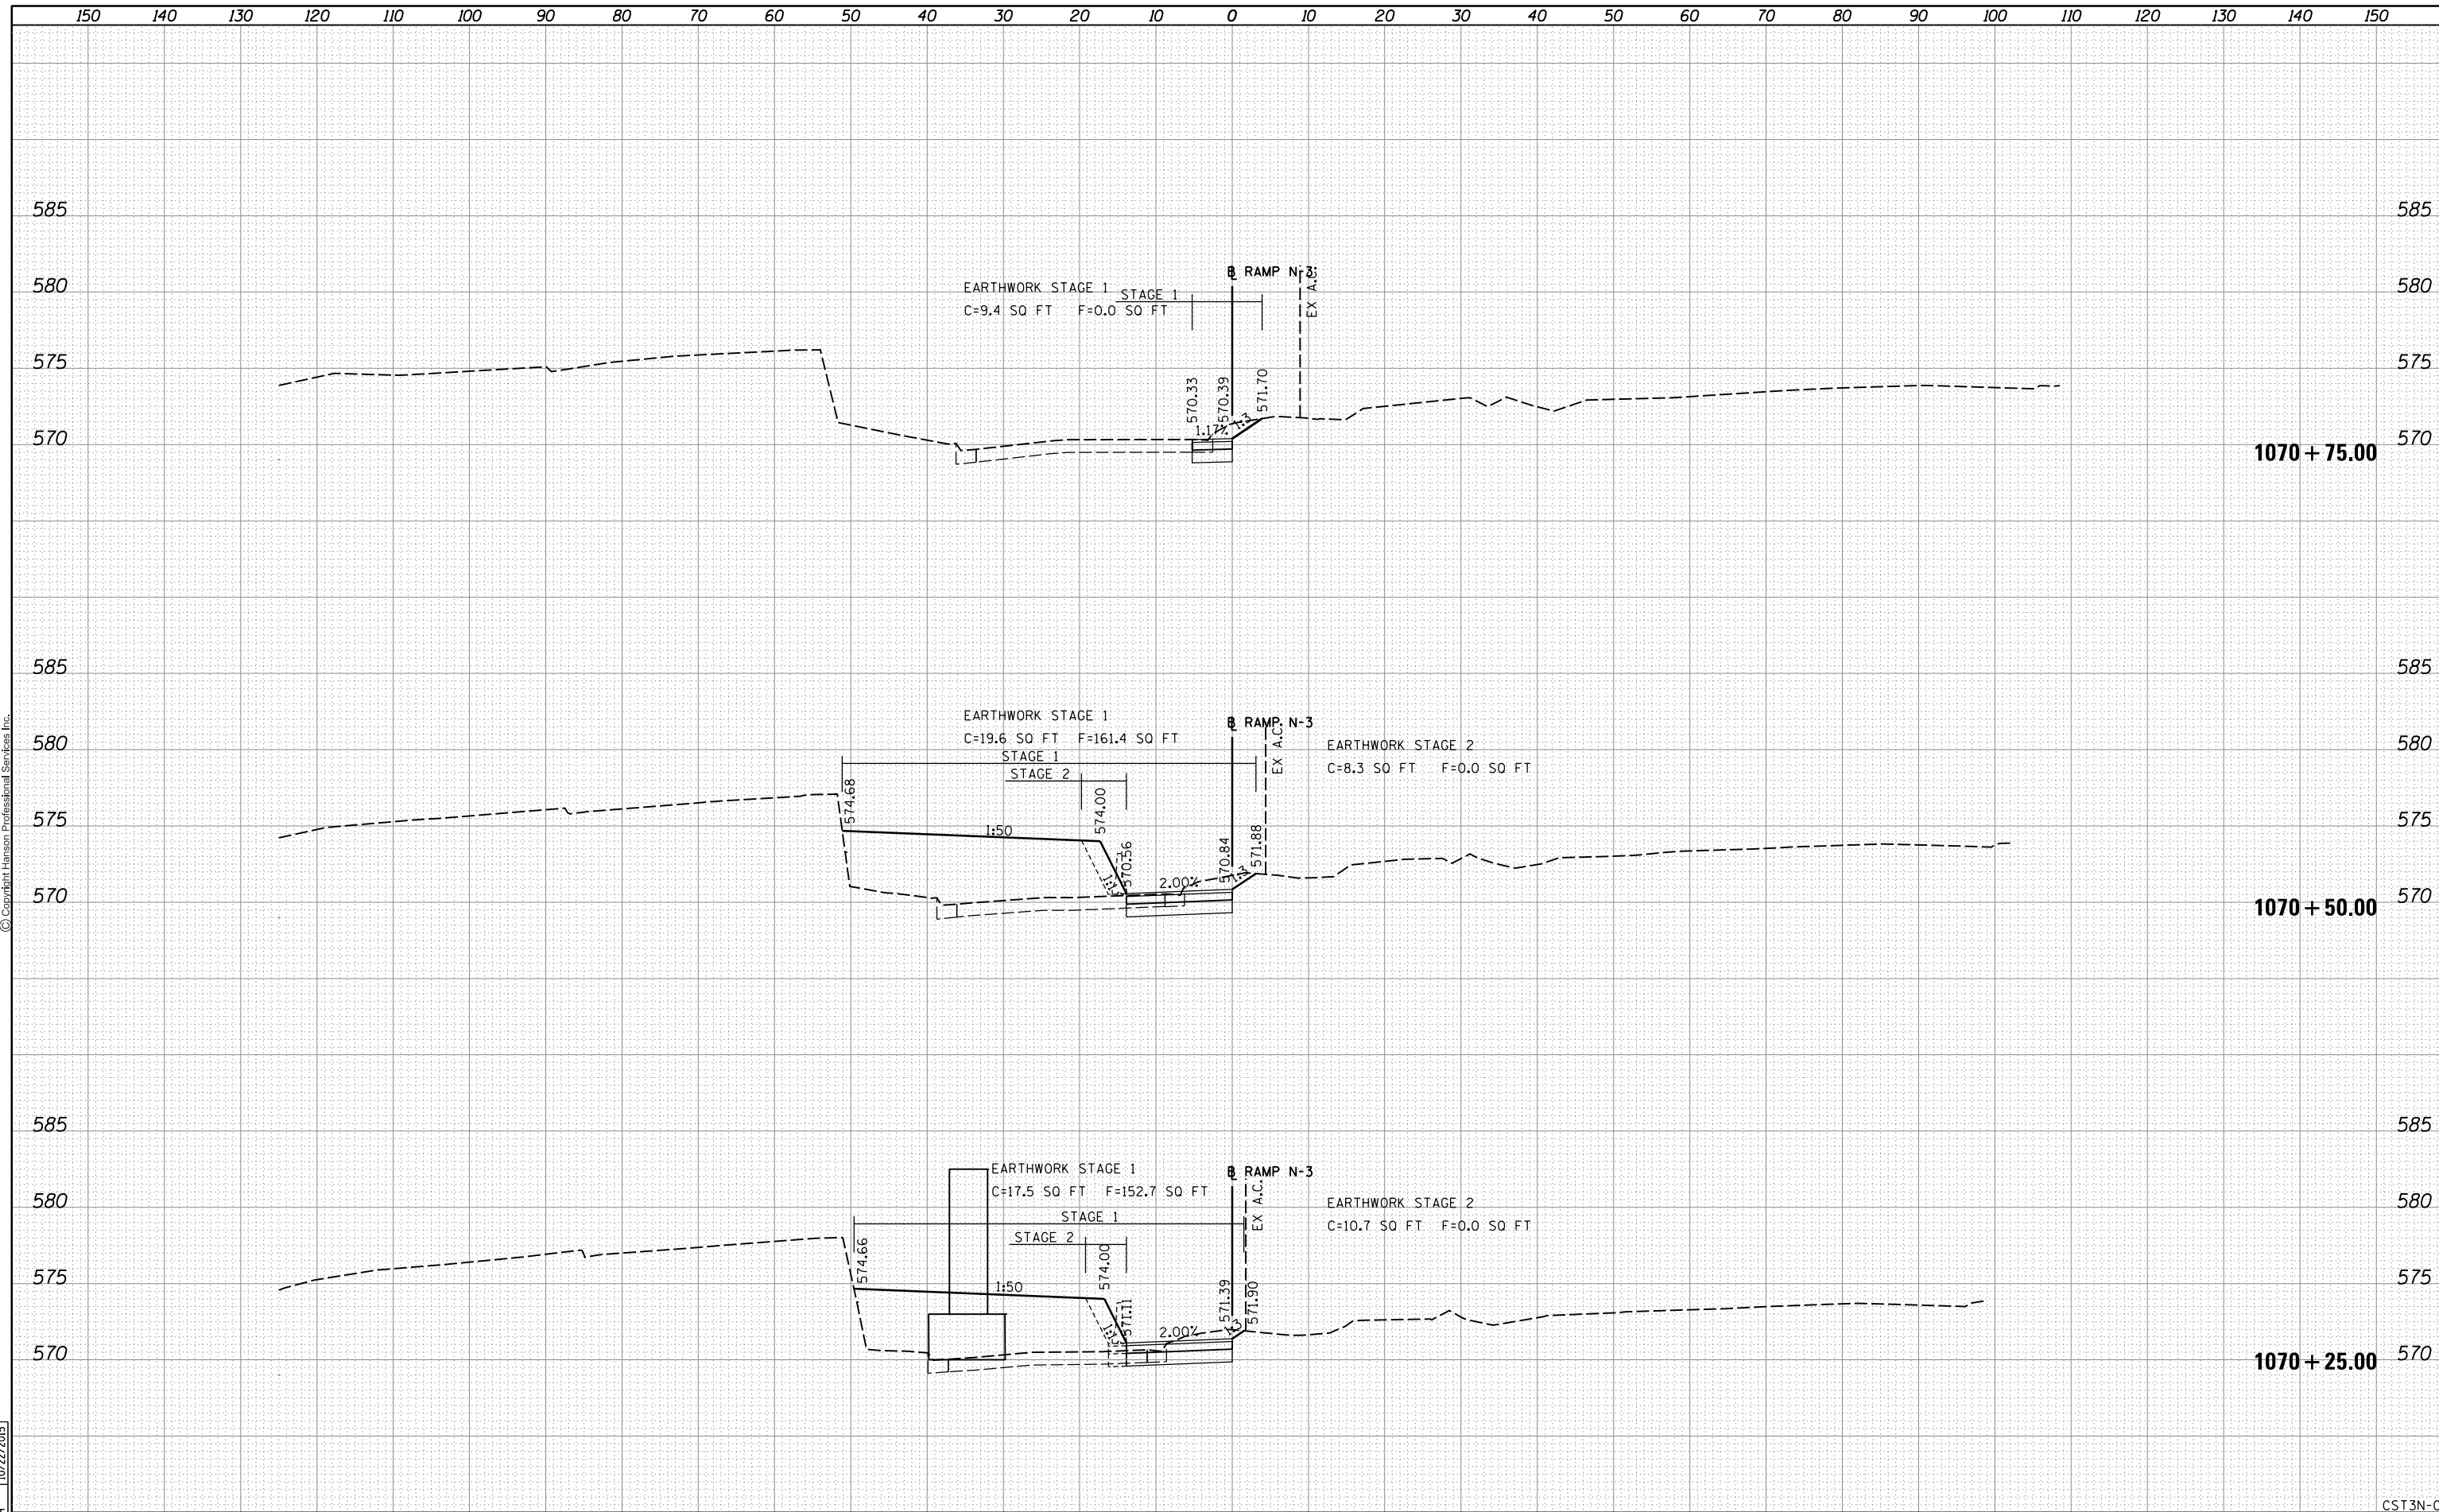 150 140 130 120 110 100 90 80 70 60 50 40 30 20 10 0 10 20 30 40 50 60 70 80 90 100 110 120 130 140 150
585 585
℄ RAMP N-3
580 580
EARTHWORK STAGE 1
STAGE 1
C=9.4 SQ FT F=0.0 SQ FT
EX A.C.
575 575
570.33 570.39 571.70
1.17% 1:3
570 570
1070+75.00
585 585
EARTHWORK STAGE 1
℄ RAMP N-3
C=19.6 SQ FT F=161.4 SQ FT
580 580
EARTHWORK STAGE 2
STAGE 1
EX A.C.
C=8.3 SQ FT F=0.0 SQ FT
STAGE 2
574.68 574.00
575 575
1:50
570.56 570.84 571.88
2.00% 1:3
570 570
1070+50.00
© Copyright Hanson Professional Services Inc.
585 585
EARTHWORK STAGE 1
℄ RAMP N-3
C=17.5 SQ FT F=152.7 SQ FT
580 580
EX A.C.
EARTHWORK STAGE 2
STAGE 1
C=10.7 SQ FT F=0.0 SQ FT
STAGE 2
574.66 574.00
575 575
1:50
571.11 571.39 571.90
2.00% 1:3
570 570
1070+25.00
10/22/2015